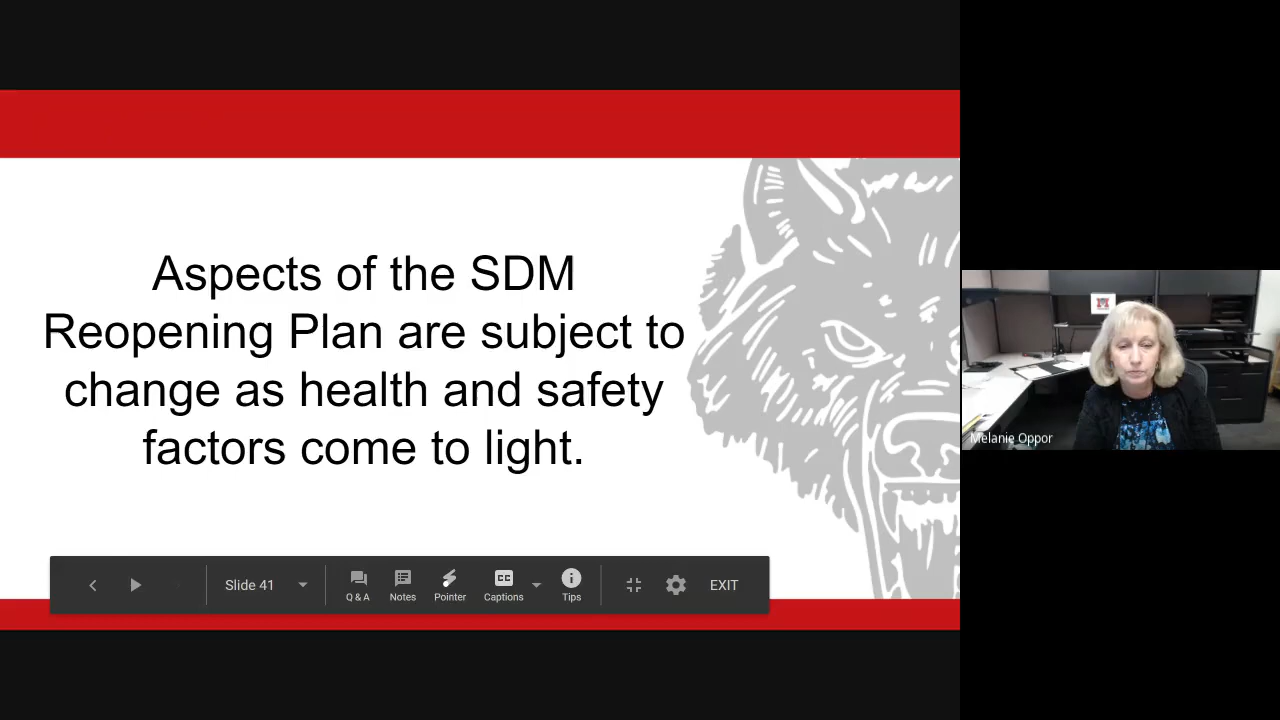 Aspects of the SDM
Reopening Plan are subject to
change as health and safety
factors come to light.
Slide 41
Q & A
Notes
Pointer
CC
Captions
Tips
EXIT
Melanie Oppor